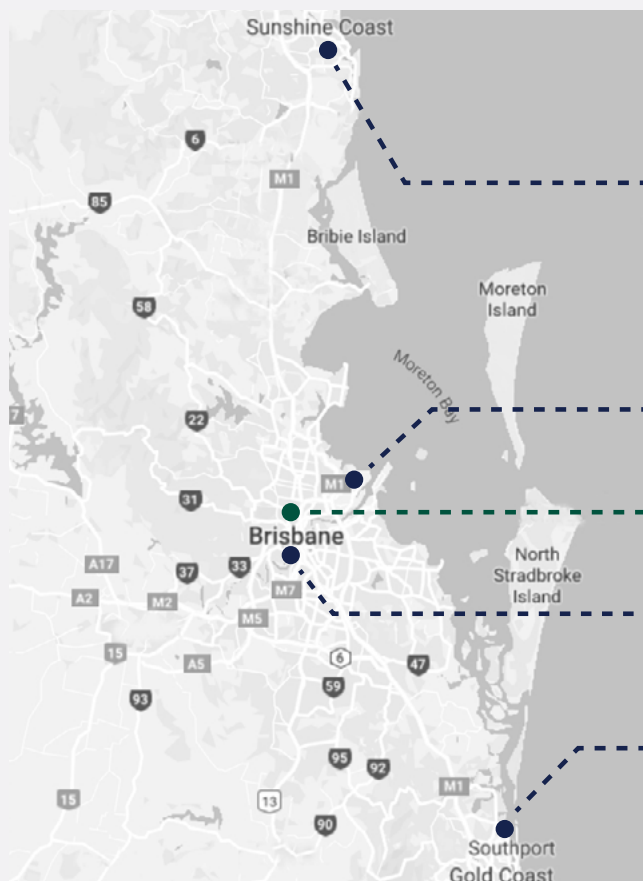 Sunshine Coast
6
M1
85
Bribie Island
Moreton
Island
58
Moreton Bay
7
22
M1
31
Brisbane
North
Stradbroke
Island
A17
33
37
M7
A2
M2
M5
15
A5
6
47
59
93
95
92
M1
15
13
90
Southport
Gold Coast